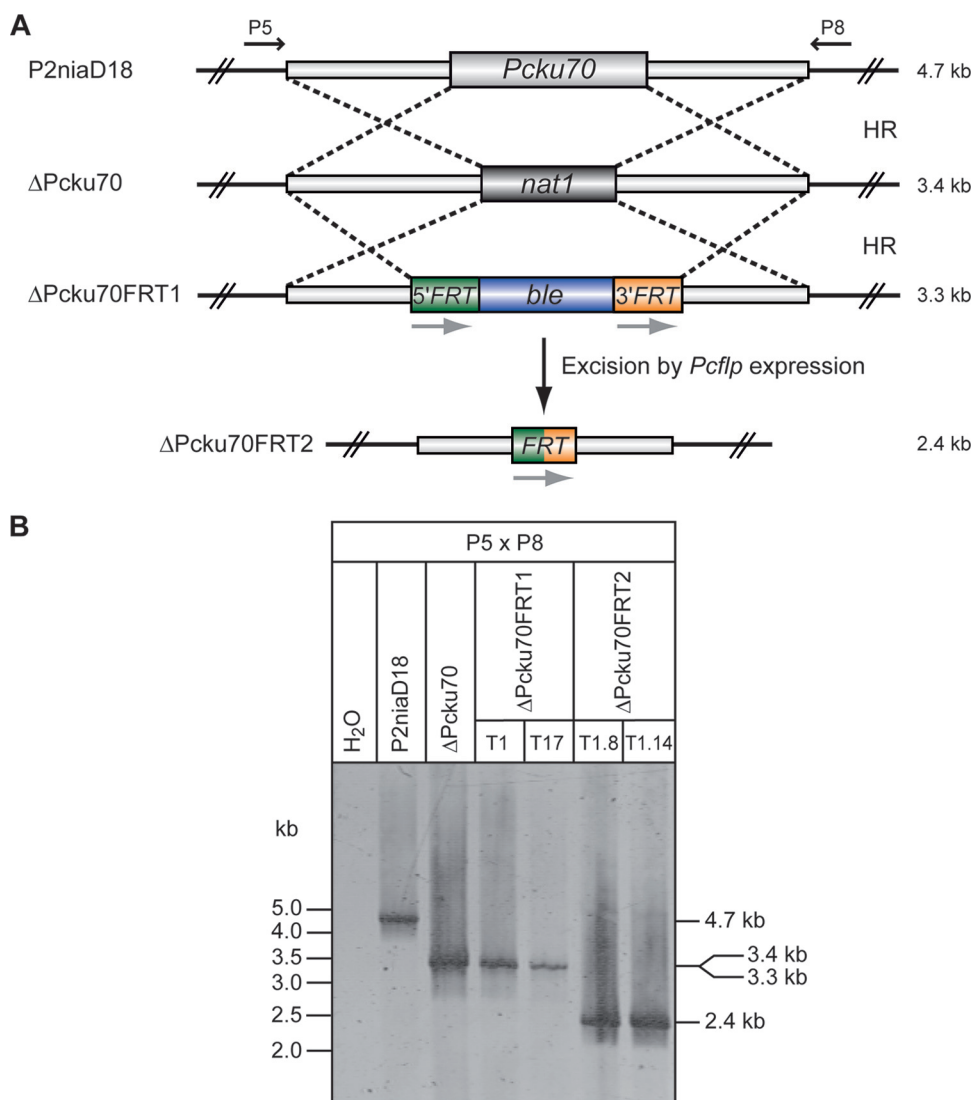 A
P5
P8
P2niaD18
Pcku70
4.7 kb
HR
ΔPcku70
nat1
3.4 kb
HR
ΔPcku70FRT1
5'FRT
ble
3'FRT
3.3 kb
Excision by Pcflp expression
ΔPcku70FRT2
FRT
2.4 kb
B
P5 x P8
H₂O
P2niaD18
ΔPcku70
ΔPcku70FRT1
ΔPcku70FRT2
T1
T17
T1.8
T1.14
kb
5.0
4.0
3.5
3.0
2.5
2.0
4.7 kb
3.4 kb
3.3 kb
2.4 kb